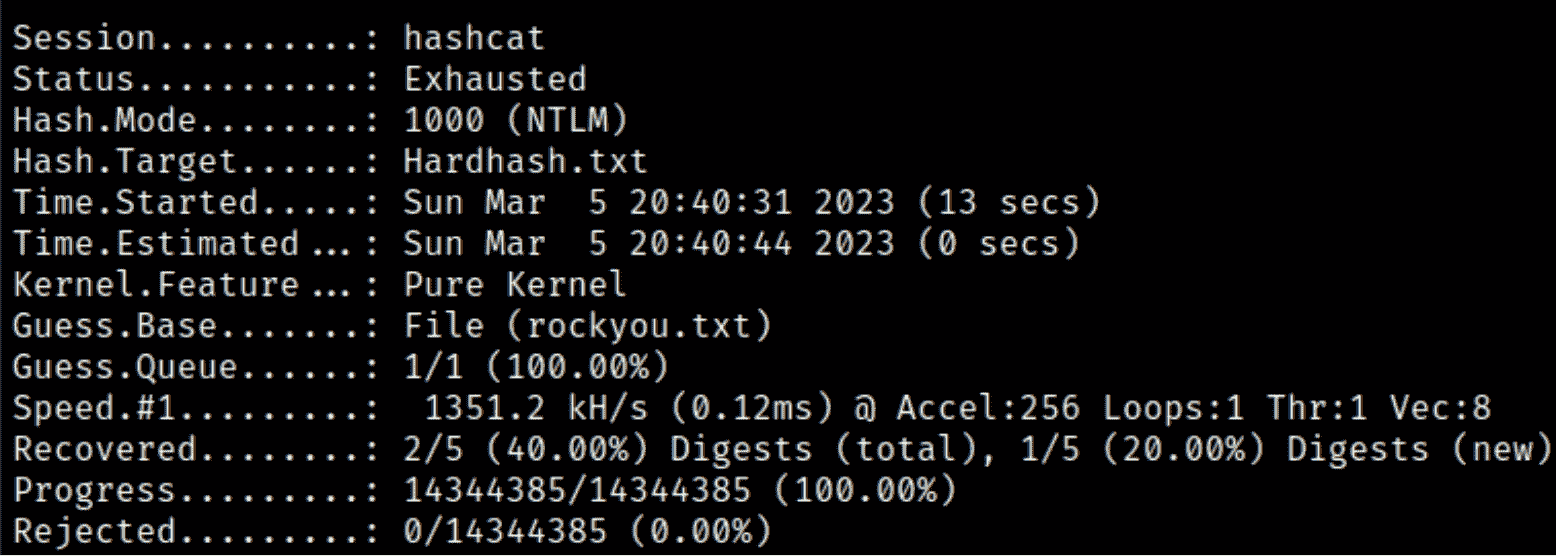 Session..........: hashcat
Status...........: Exhausted
Hash.Mode........: 1000 (NTLM)
Hash.Target......: Hardhash.txt
Time.Started.....: Sun Mar  5 20:40:31 2023 (13 secs)
Time.Estimated...: Sun Mar  5 20:40:44 2023 (0 secs)
Kernel.Feature...: Pure Kernel
Guess.Base.......: File (rockyou.txt)
Guess.Queue......: 1/1 (100.00%)
Speed.#1.........:  1351.2 kH/s (0.12ms) @ Accel:256 Loops:1 Thr:1 Vec:8
Recovered........: 2/5 (40.00%) Digests (total), 1/5 (20.00%) Digests (new)
Progress.........: 14344385/14344385 (100.00%)
Rejected.........: 0/14344385 (0.00%)